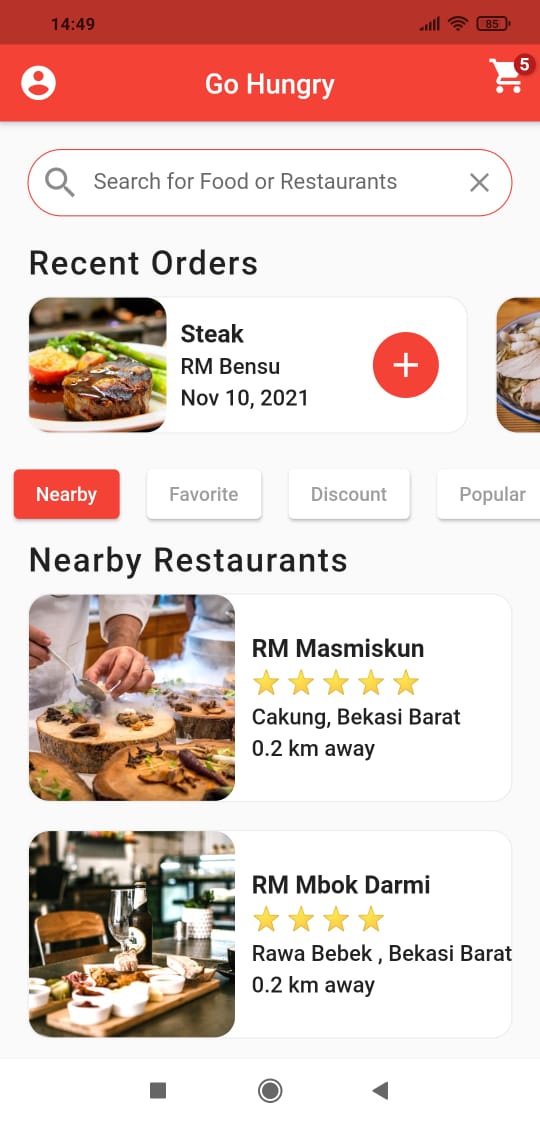 14:49
85
Go Hungry
5
Search for Food or Restaurants
Recent Orders
Steak
RM Bensu
Nov 10, 2021
Nearby
Favorite
Discount
Popular
Nearby Restaurants
RM Masmiskun
Cakung, Bekasi Barat
0.2 km away
RM Mbok Darmi
Rawa Bebek , Bekasi Barat
0.2 km away